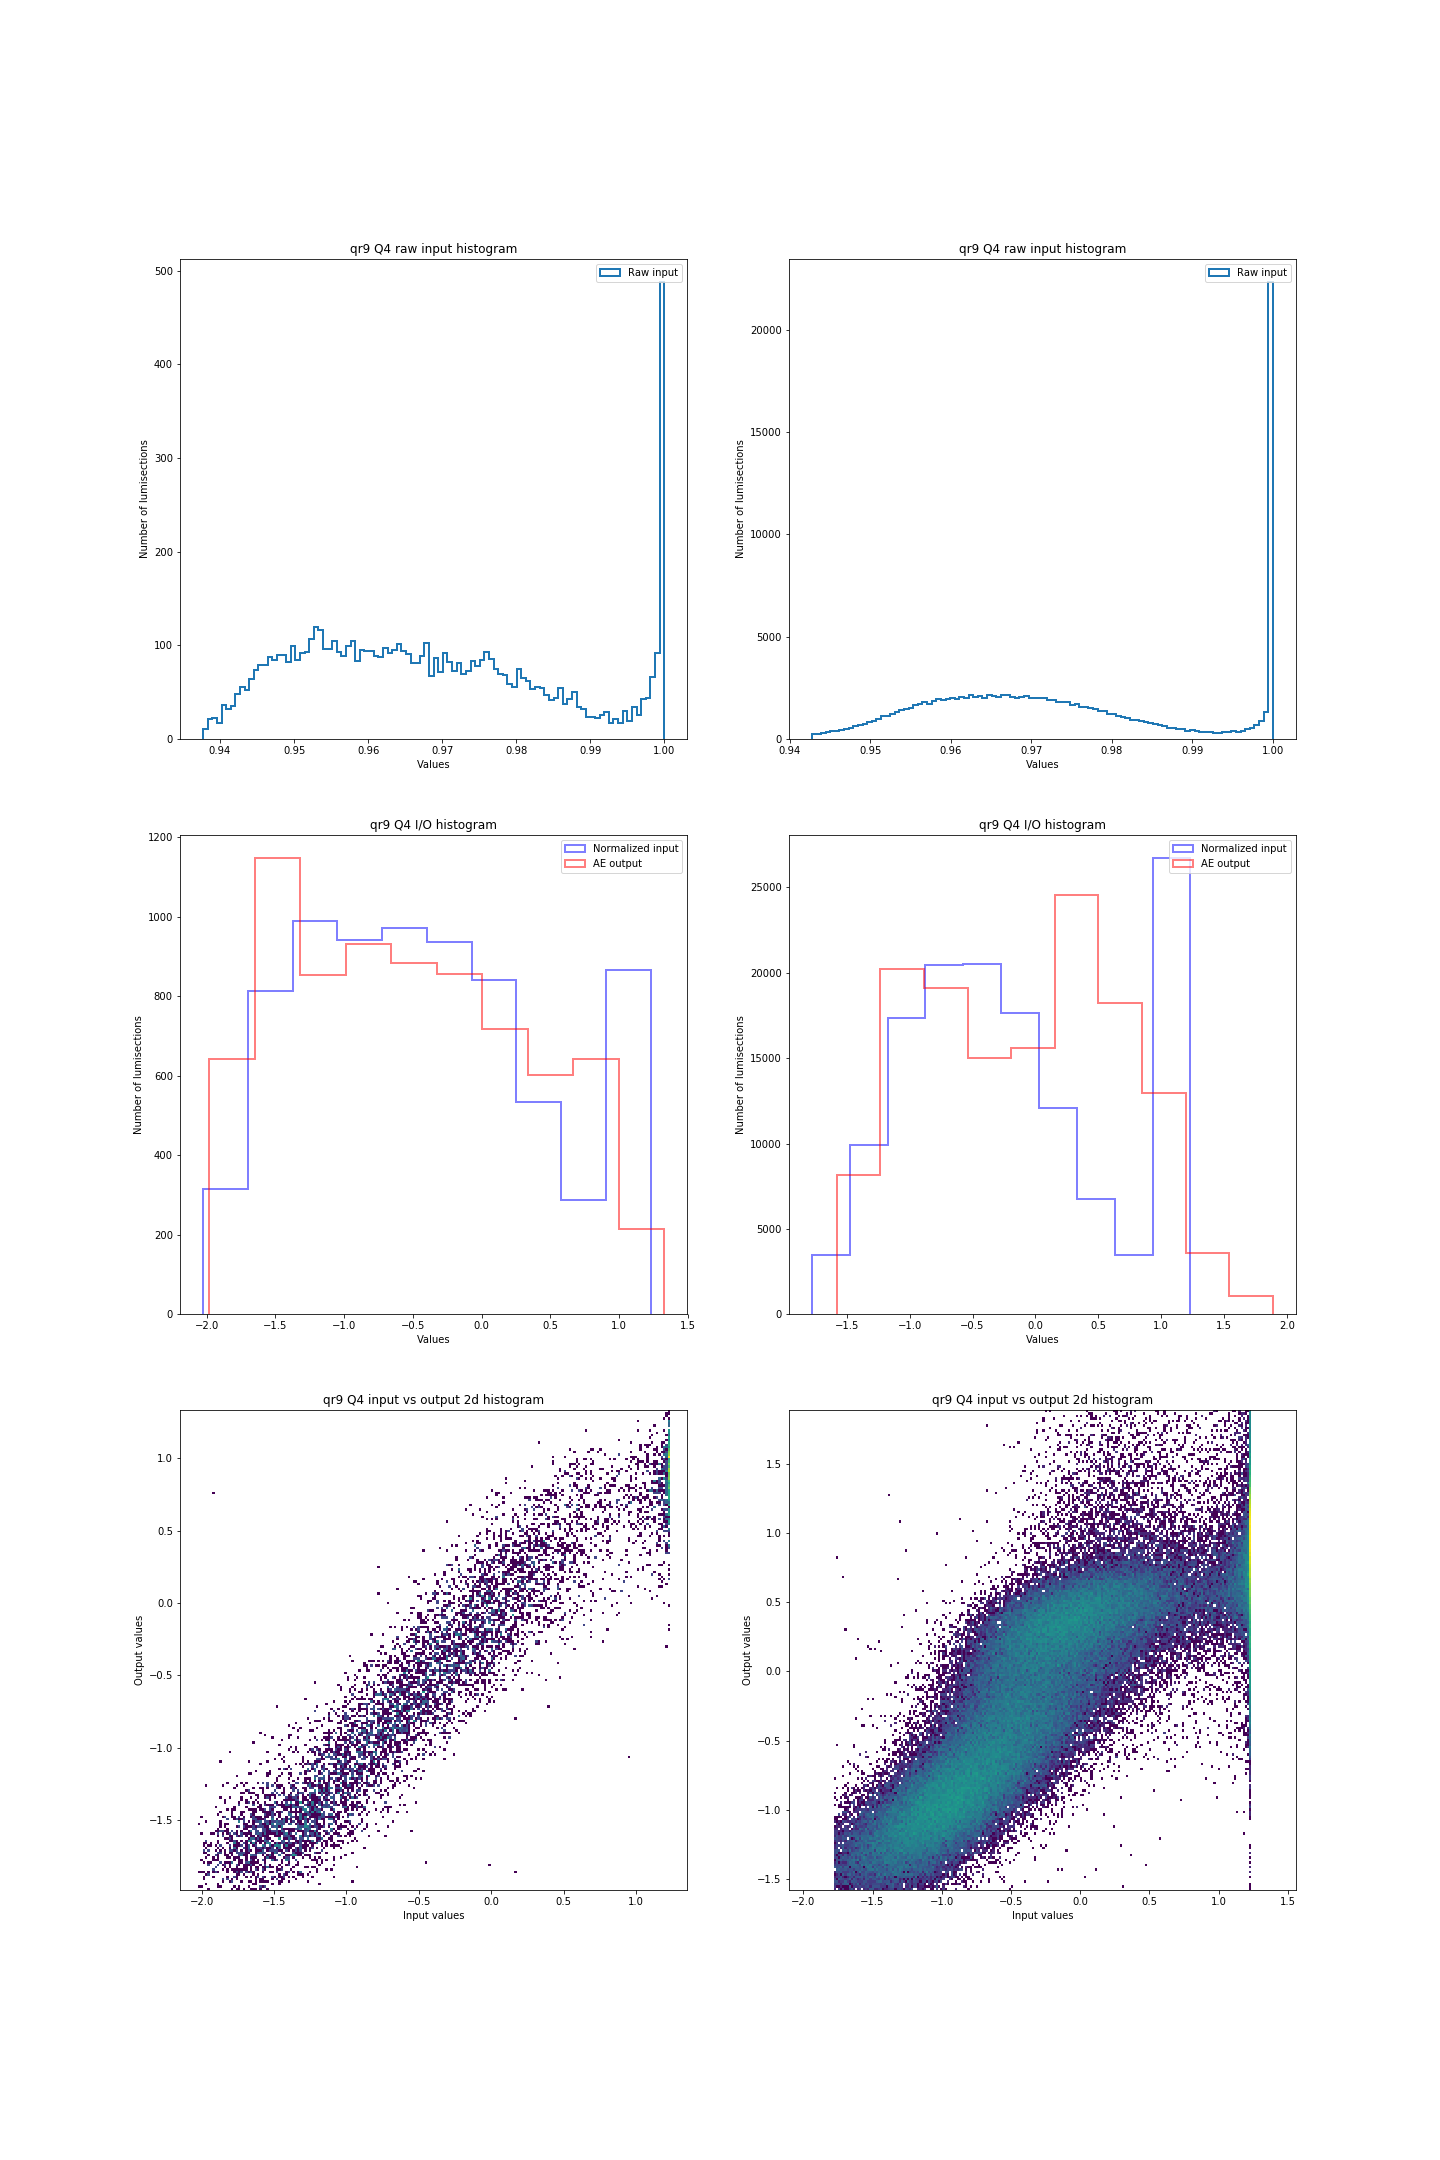 qr9 Q4 raw input histogram
Raw input
500
400
300
200
100
0
Number of lumisections
0.94 0.95 0.96 0.97 0.98 0.99 1.00
Values
qr9 Q4 raw input histogram
Raw input
20000
15000
10000
5000
0
Number of lumisections
0.94 0.95 0.96 0.97 0.98 0.99 1.00
Values
qr9 Q4 I/O histogram
Normalized input
AE output
1200
1000
800
600
400
200
0
Number of lumisections
−2.0 −1.5 −1.0 −0.5 0.0 0.5 1.0 1.5
Values
qr9 Q4 I/O histogram
Normalized input
AE output
25000
20000
15000
10000
5000
0
Number of lumisections
−1.5 −1.0 −0.5 0.0 0.5 1.0 1.5 2.0
Values
qr9 Q4 input vs output 2d histogram
1.0
0.5
0.0
−0.5
−1.0
−1.5
Output values
−2.0 −1.5 −1.0 −0.5 0.0 0.5 1.0
Input values
qr9 Q4 input vs output 2d histogram
1.5
1.0
0.5
0.0
−0.5
−1.0
−1.5
Output values
−2.0 −1.5 −1.0 −0.5 0.0 0.5 1.0 1.5
Input values